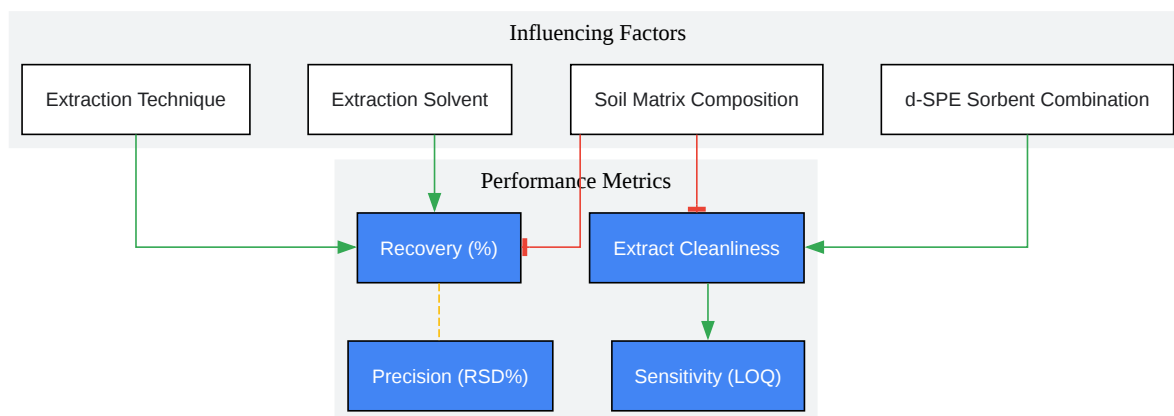 Influencing Factors
Extraction Technique
Extraction Solvent
Soil Matrix Composition
d-SPE Sorbent Combination
Performance Metrics
Recovery (%)
Extract Cleanliness
Precision (RSD%)
Sensitivity (LOQ)